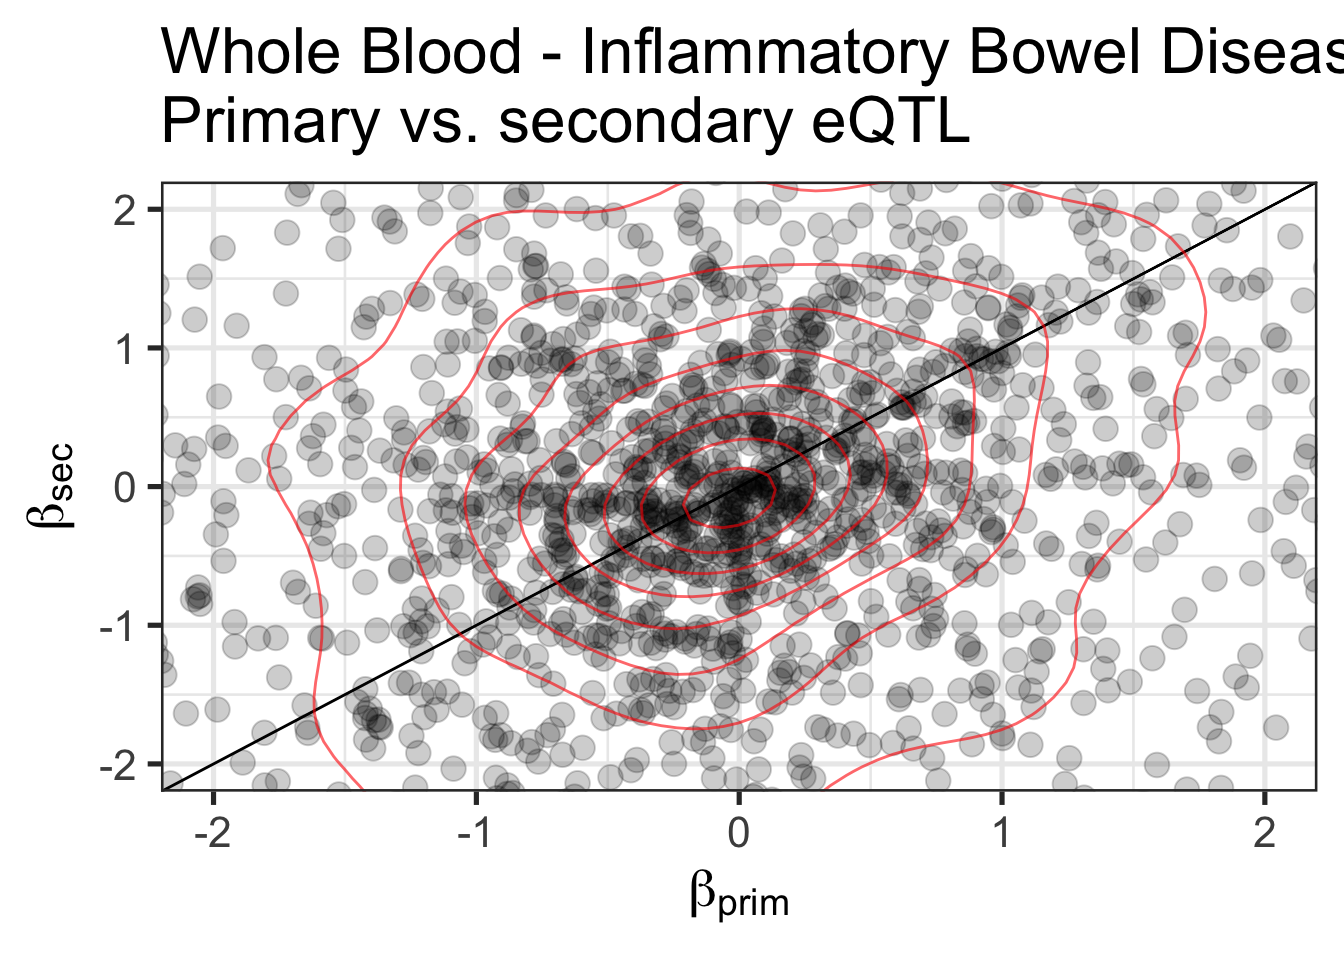 Whole Blood - Inflammatory Bowel Diseas
Primary vs. secondary eQTL
2
1
0
-1
-2
βsec
-2 -1 0 1 2
βprim